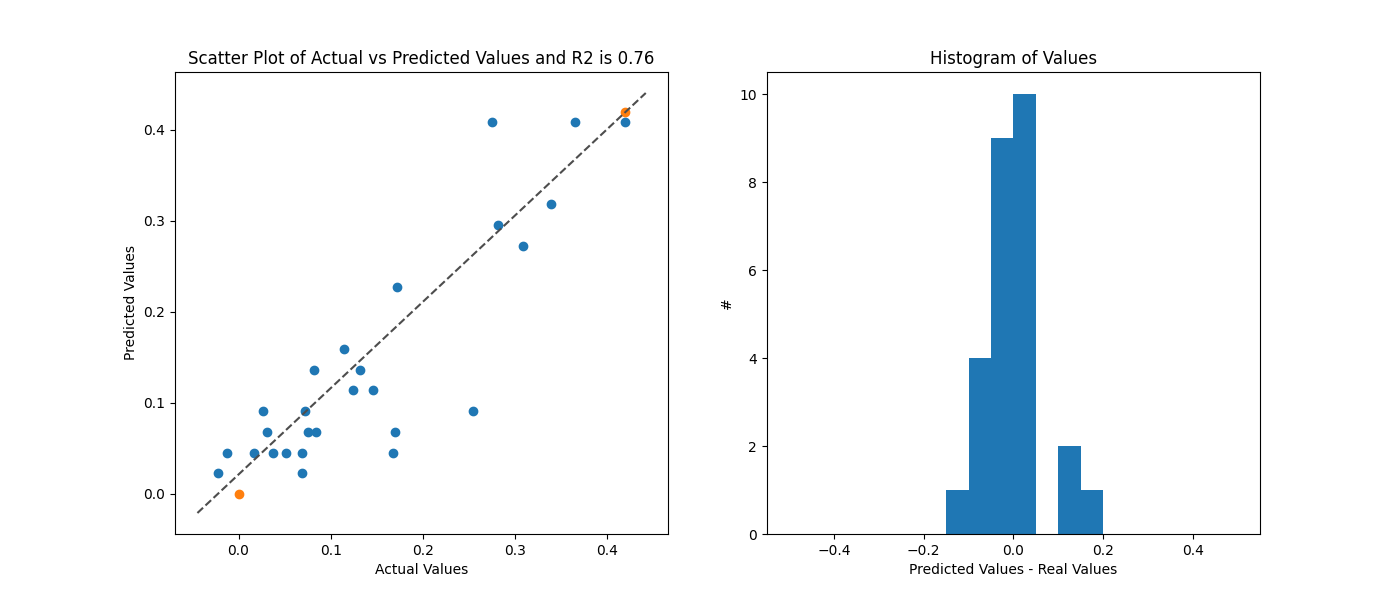 Scatter Plot of Actual vs Predicted Values and R2 is 0.76
Predicted Values
0.4
0.3
0.2
0.1
0.0
0.0 0.1 0.2 0.3 0.4
Actual Values
Histogram of Values
#
10
8
6
4
2
0
−0.4 −0.2 0.0 0.2 0.4
Predicted Values - Real Values